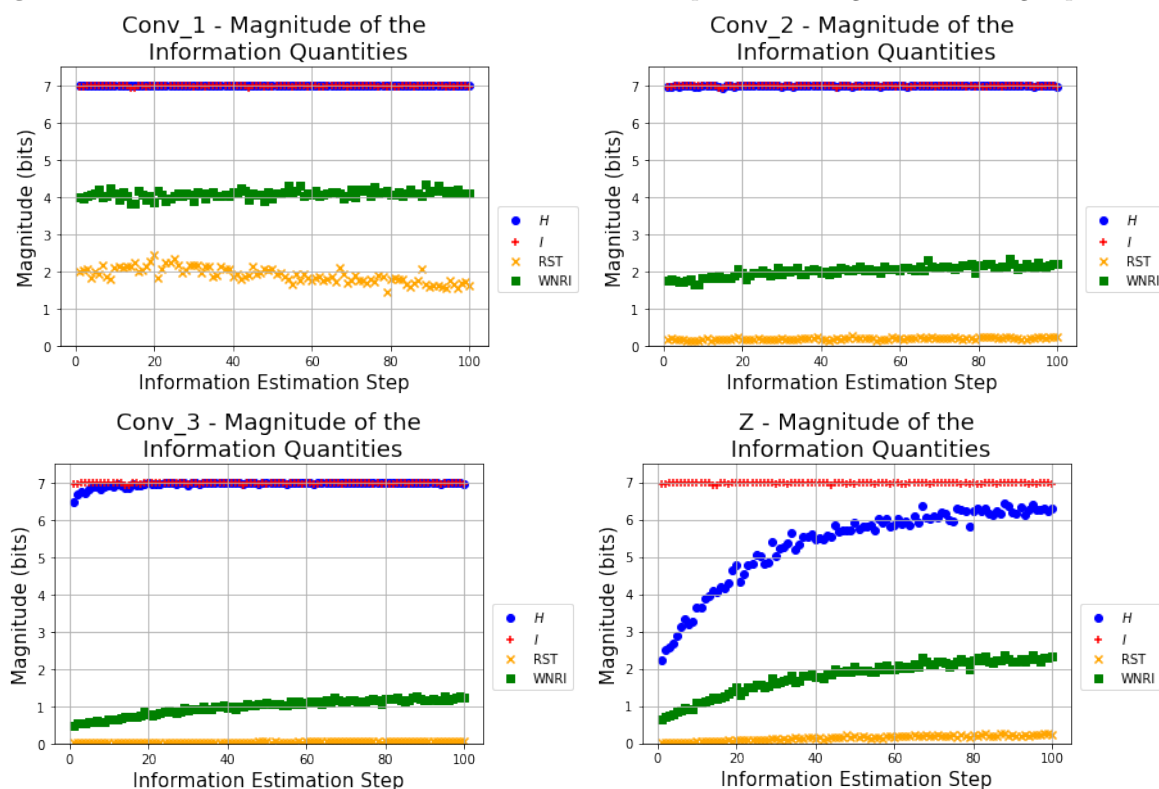 Conv_1 - Magnitude of the
Information Quantities
Magnitude (bits)
7
6
5
4
3
2
1
0
0 20 40 60 80 100
Information Estimation Step
H
I
RST
WNRI
Conv_2 - Magnitude of the
Information Quantities
Magnitude (bits)
7
6
5
4
3
2
1
0
0 20 40 60 80 100
Information Estimation Step
H
I
RST
WNRI
Conv_3 - Magnitude of the
Information Quantities
Magnitude (bits)
7
6
5
4
3
2
1
0
0 20 40 60 80 100
Information Estimation Step
H
I
RST
WNRI
Z - Magnitude of the
Information Quantities
Magnitude (bits)
7
6
5
4
3
2
1
0
0 20 40 60 80 100
Information Estimation Step
H
I
RST
WNRI